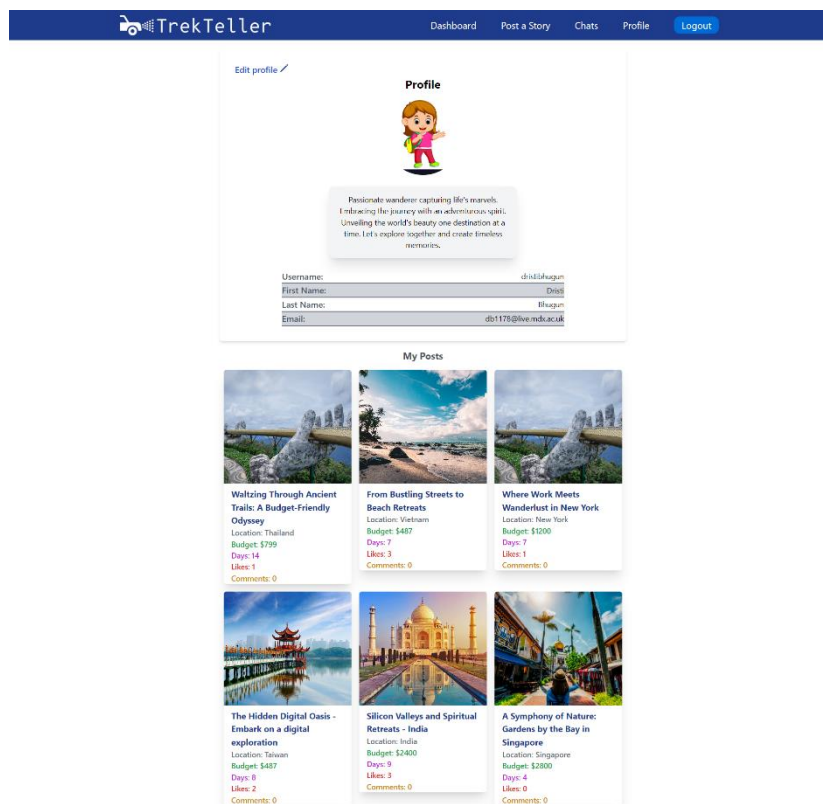 TrekTeller
Dashboard
Post a Story
Chats
Profile
Logout
Edit profile
Profile
Passionate wanderer capturing life's marvels.
Embracing the journey with an adventurous spirit.
Unveiling the world's beauty one destination at a
time. Let's explore together and create timeless
memories.
Username: dristibhugun
First Name: Dristi
Last Name: Bhugun
Email: db1178@live.mdx.ac.uk
My Posts
Waltzing Through Ancient
Trails: A Budget-Friendly
Odyssey
Location: Thailand
Budget: $799
Days: 14
Likes: 1
Comments: 0
From Bustling Streets to
Beach Retreats
Location: Vietnam
Budget: $487
Days: 7
Likes: 3
Comments: 0
Where Work Meets
Wanderlust in New York
Location: New York
Budget: $1200
Days: 7
Likes: 1
Comments: 0
The Hidden Digital Oasis -
Embark on a digital
exploration
Location: Taiwan
Budget: $487
Days: 8
Likes: 2
Comments: 0
Silicon Valleys and Spiritual
Retreats - India
Location: India
Budget: $2400
Days: 9
Likes: 3
Comments: 0
A Symphony of Nature:
Gardens by the Bay in
Singapore
Location: Singapore
Budget: $2800
Days: 4
Likes: 0
Comments: 0